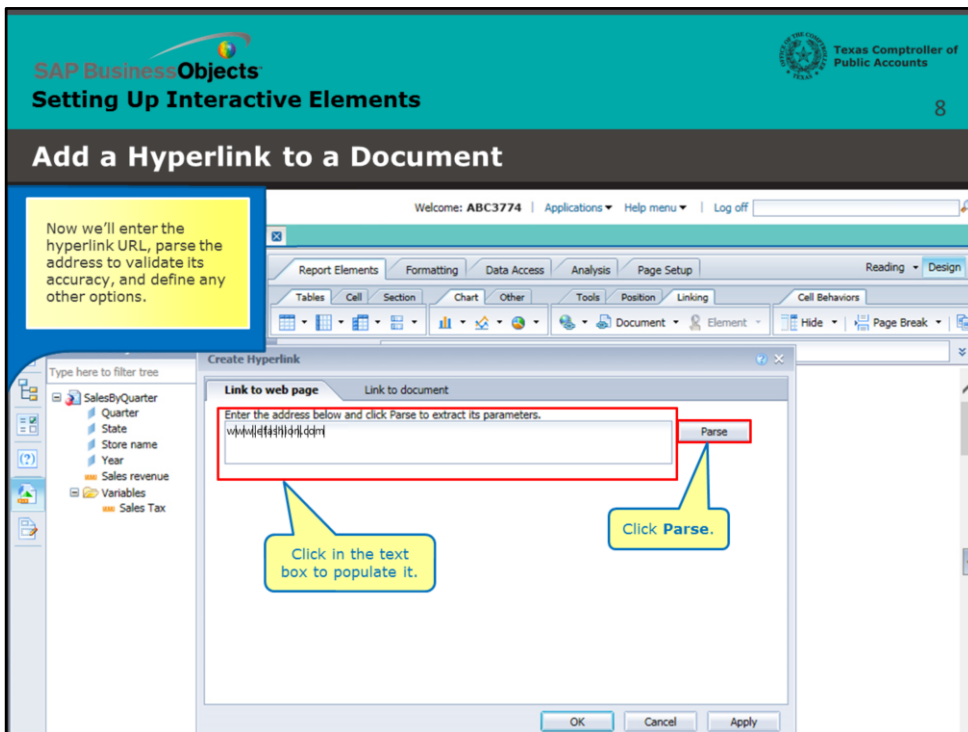 SAP BusinessObjects
Texas Comptroller of
Public Accounts
Setting Up Interactive Elements
8
Add a Hyperlink to a Document
Now we'll enter the
hyperlink URL, parse the
address to validate its
accuracy, and define any
other options.
Welcome: ABC3774 | Applications Help menu | Log off
Report Elements Formatting Data Access Analysis Page Setup Reading Design
Tables Cell Section Chart Other Tools Position Linking Cell Behaviors
Document Element Hide Page Break
Create Hyperlink
Type here to filter tree
Link to web page Link to document
SalesByQuarter
Quarter
State
Store name
Year
Sales revenue
Variables
Sales Tax
Enter the address below and click Parse to extract its parameters.
Parse
Click Parse.
Click in the text
box to populate it.
OK Cancel Apply